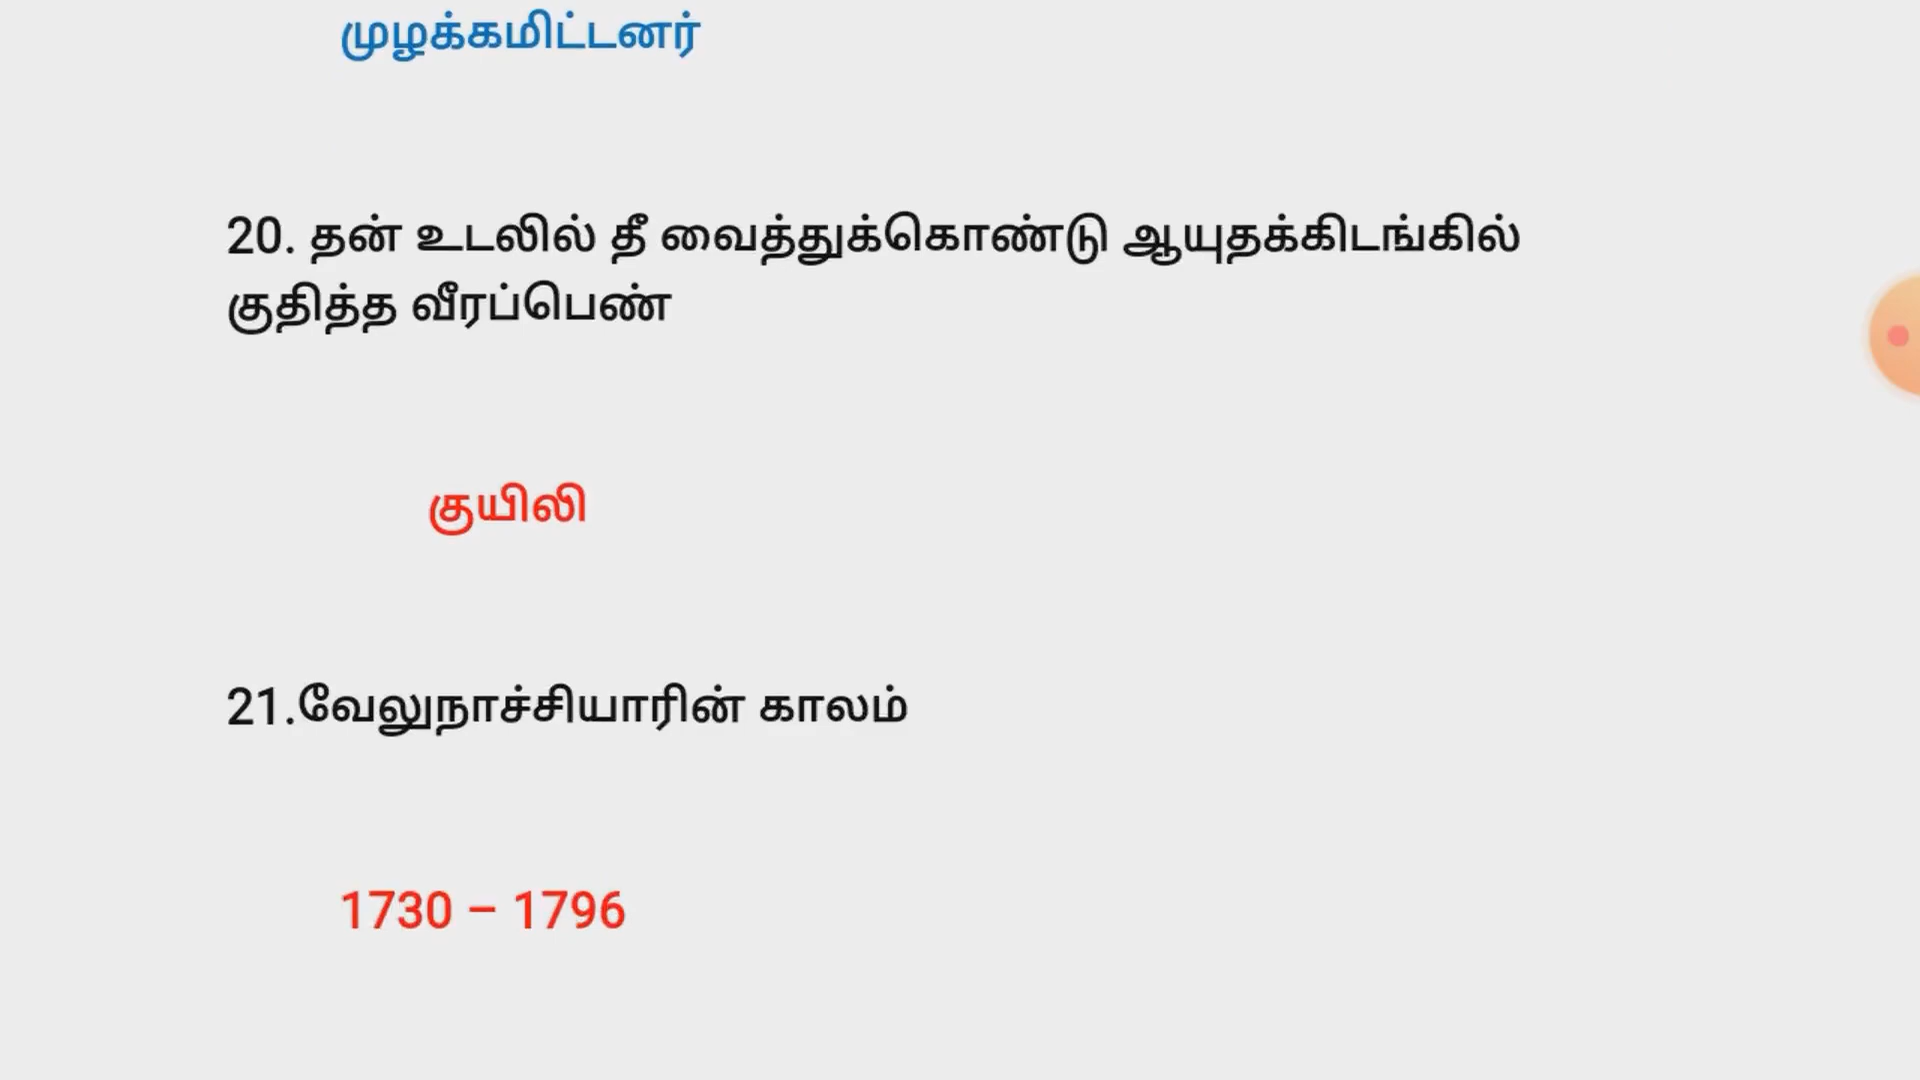 முழக்கமிட்டனர்
20. தன் உடலில் தீ வைத்துக்கொண்டு ஆயுதக்கிடங்கில்
குதித்த வீரப்பெண்
குயிலி
21.வேலுநாச்சியாரின் காலம்
1730 – 1796